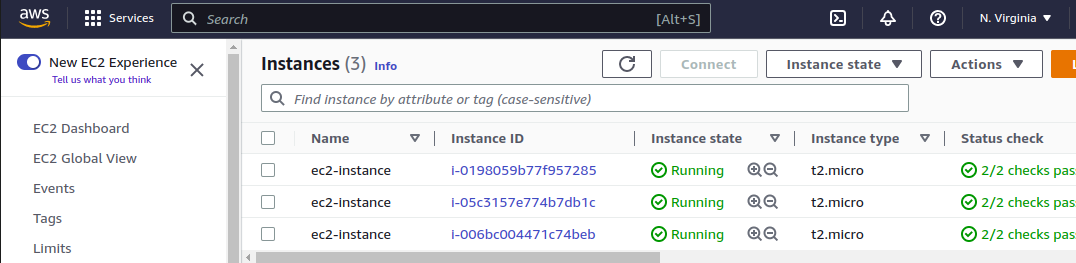 aws Services Search [Alt+S] N. Virginia
New EC2 Experience
Tell us what you think
EC2 Dashboard
EC2 Global View
Events
Tags
Limits
Instances (3) Info Connect Instance state Actions
Find instance by attribute or tag (case-sensitive)
Name Instance ID Instance state Instance type Status check
ec2-instance i-0198059b77f957285 Running t2.micro 2/2 checks pas
ec2-instance i-05c3157e774b7db1c Running t2.micro 2/2 checks pas
ec2-instance i-006bc004471c74beb Running t2.micro 2/2 checks pas